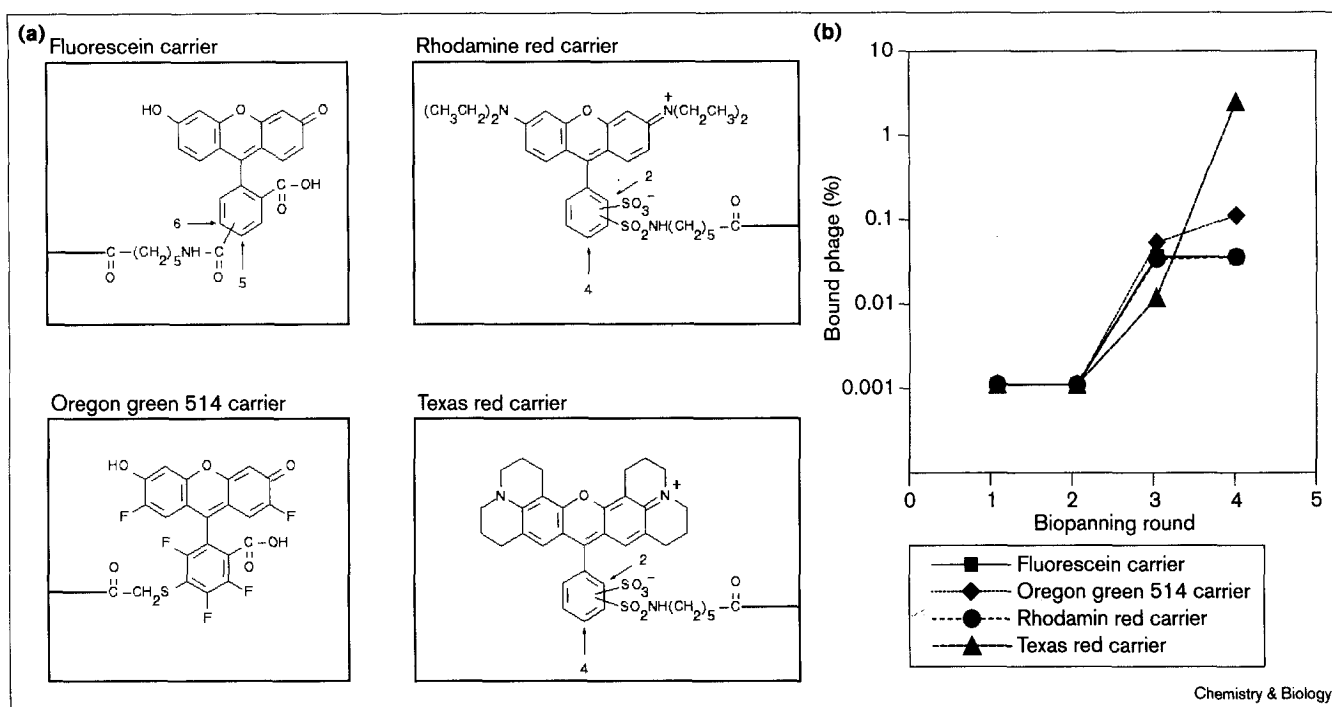 (a)
Fluorescein carrier
HO
O
O
C
OH
O
6
C
(CH₂)₅NH
C
O
O
5
Rhodamine red carrier
(CH₃CH₂)₂N
O
+
N(CH₂CH₃)₂
2
SO₃⁻
SO₂NH(CH₂)₅
C
O
4
Oregon green 514 carrier
HO
O
O
F
F
F
C
OH
O
O
C
CH₂S
F
F
Texas red carrier
N
O
N
+
2
SO₃⁻
SO₂NH(CH₂)₅
C
O
4
(b)
10
1
0.1
0.01
0.001
Bound phage (%)
0 1 2 3 4 5
Biopanning round
Fluorescein carrier
Oregon green 514 carrier
Rhodamin red carrier
Texas red carrier
Chemistry & Biology